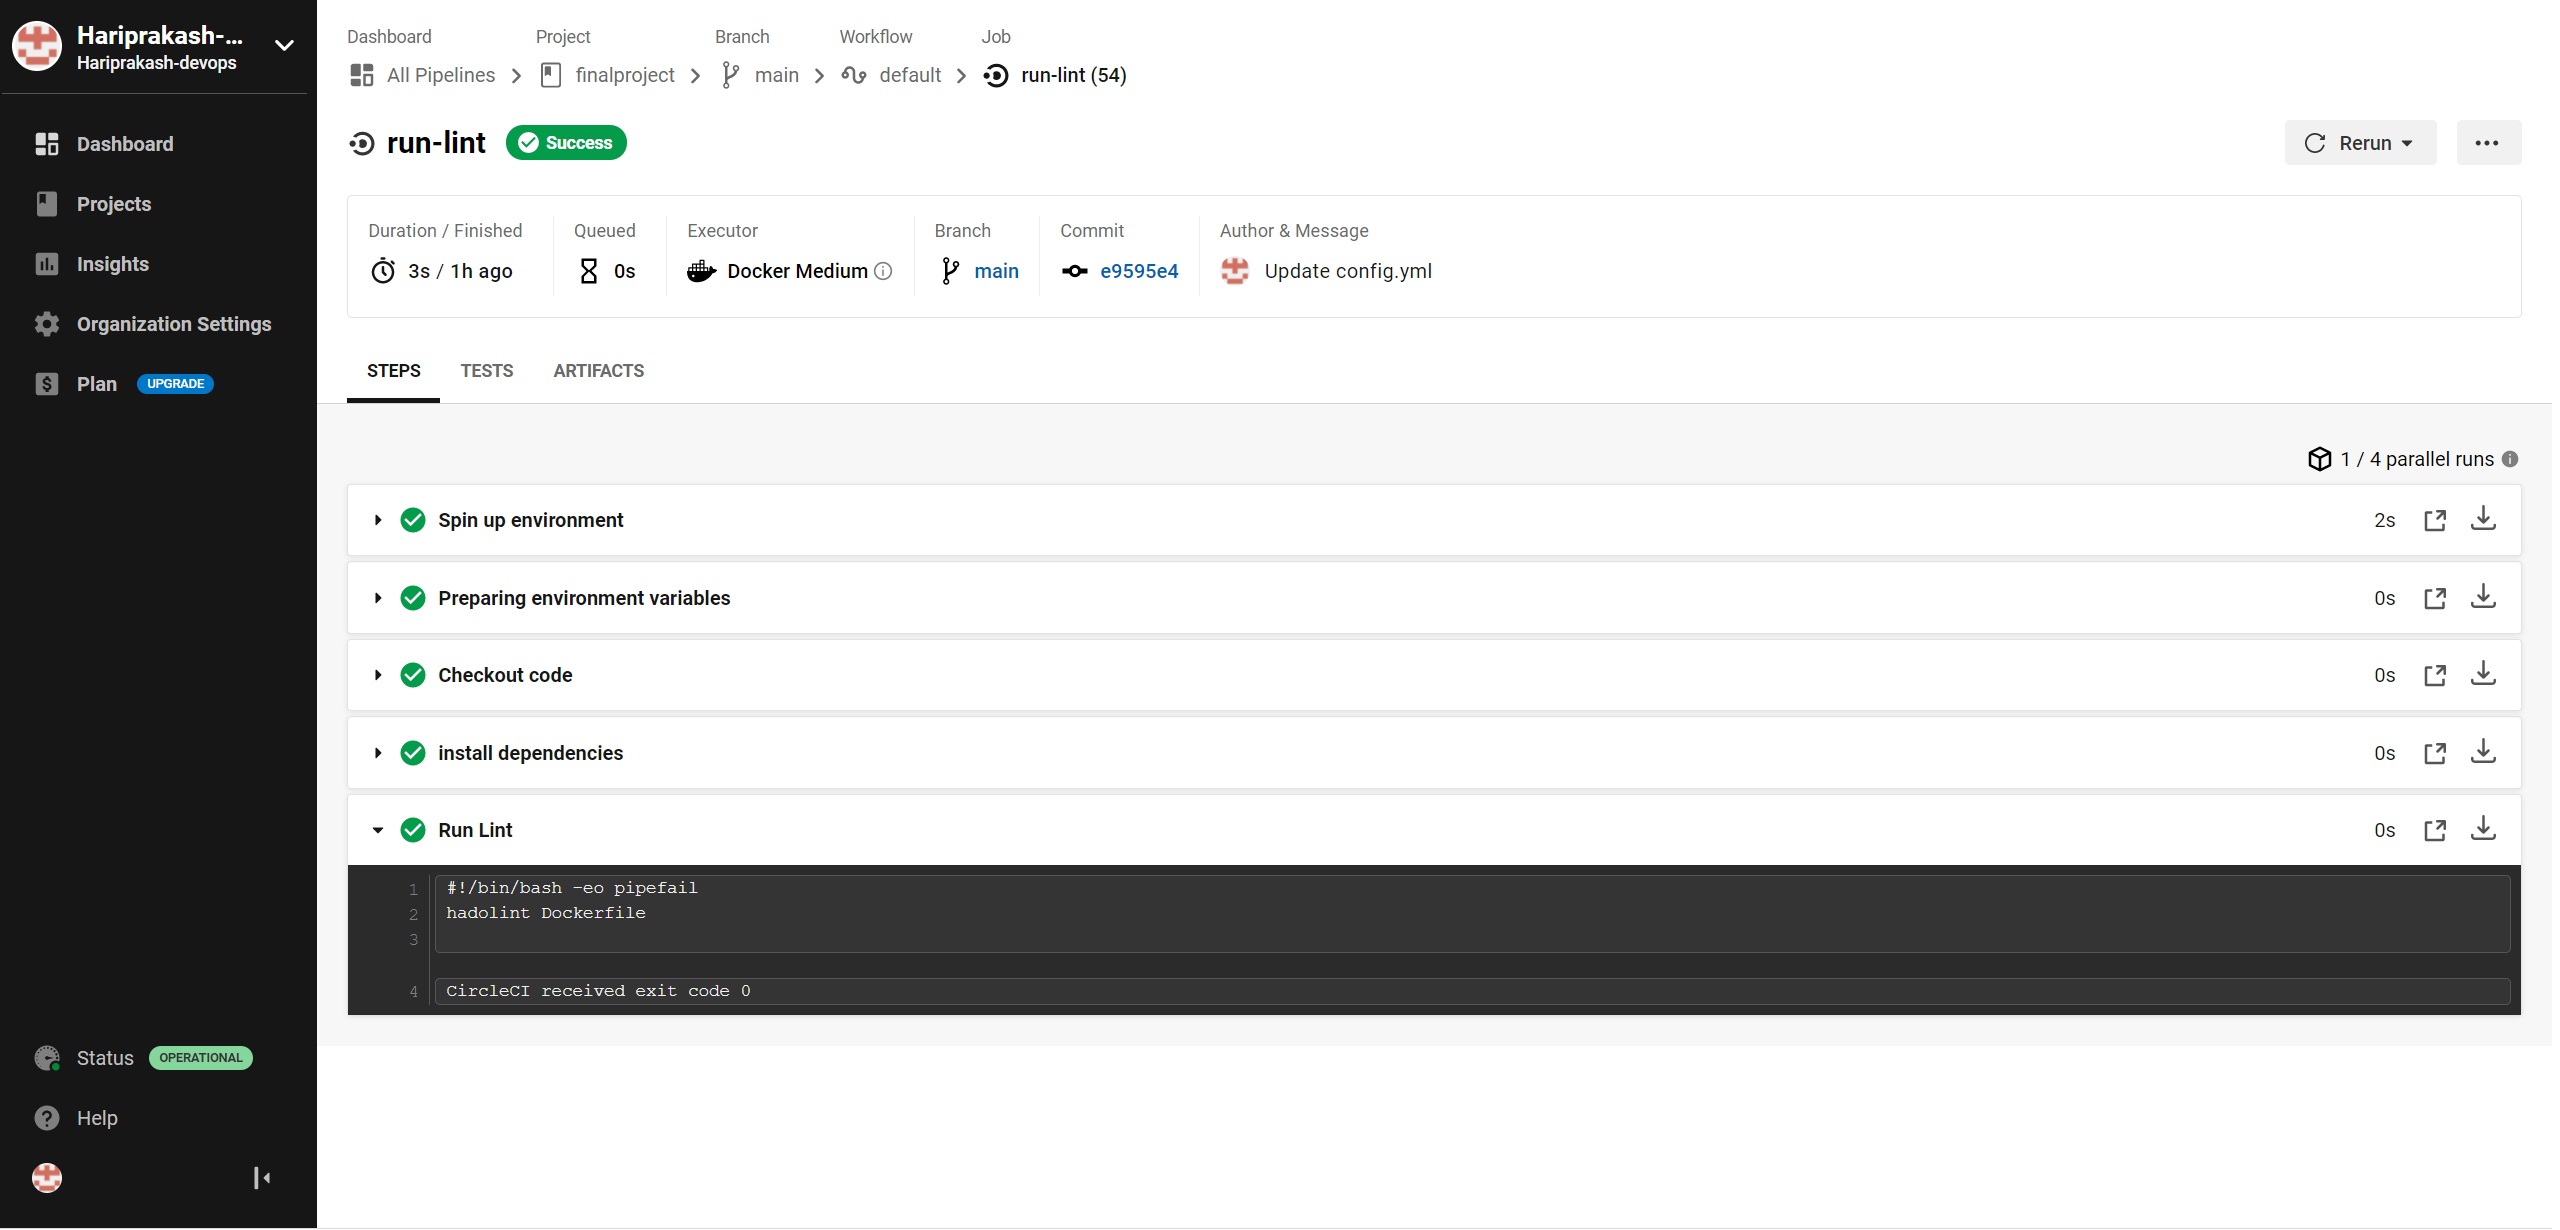 Hariprakash-...
Hariprakash-devops
Dashboard
Projects
Insights
Organization Settings
Plan UPGRADE
Status OPERATIONAL
Help
Dashboard Project Branch Workflow Job
All Pipelines finalproject main default run-lint (54)
run-lint Success
Rerun
Duration / Finished Queued Executor Branch Commit Author & Message
3s / 1h ago 0s Docker Medium main e9595e4 Update config.yml
STEPS TESTS ARTIFACTS
1 / 4 parallel runs
Spin up environment 2s
Preparing environment variables 0s
Checkout code 0s
install dependencies 0s
Run Lint 0s
1 #!/bin/bash -eo pipefail
2 hadolint Dockerfile
3
4 CircleCI received exit code 0